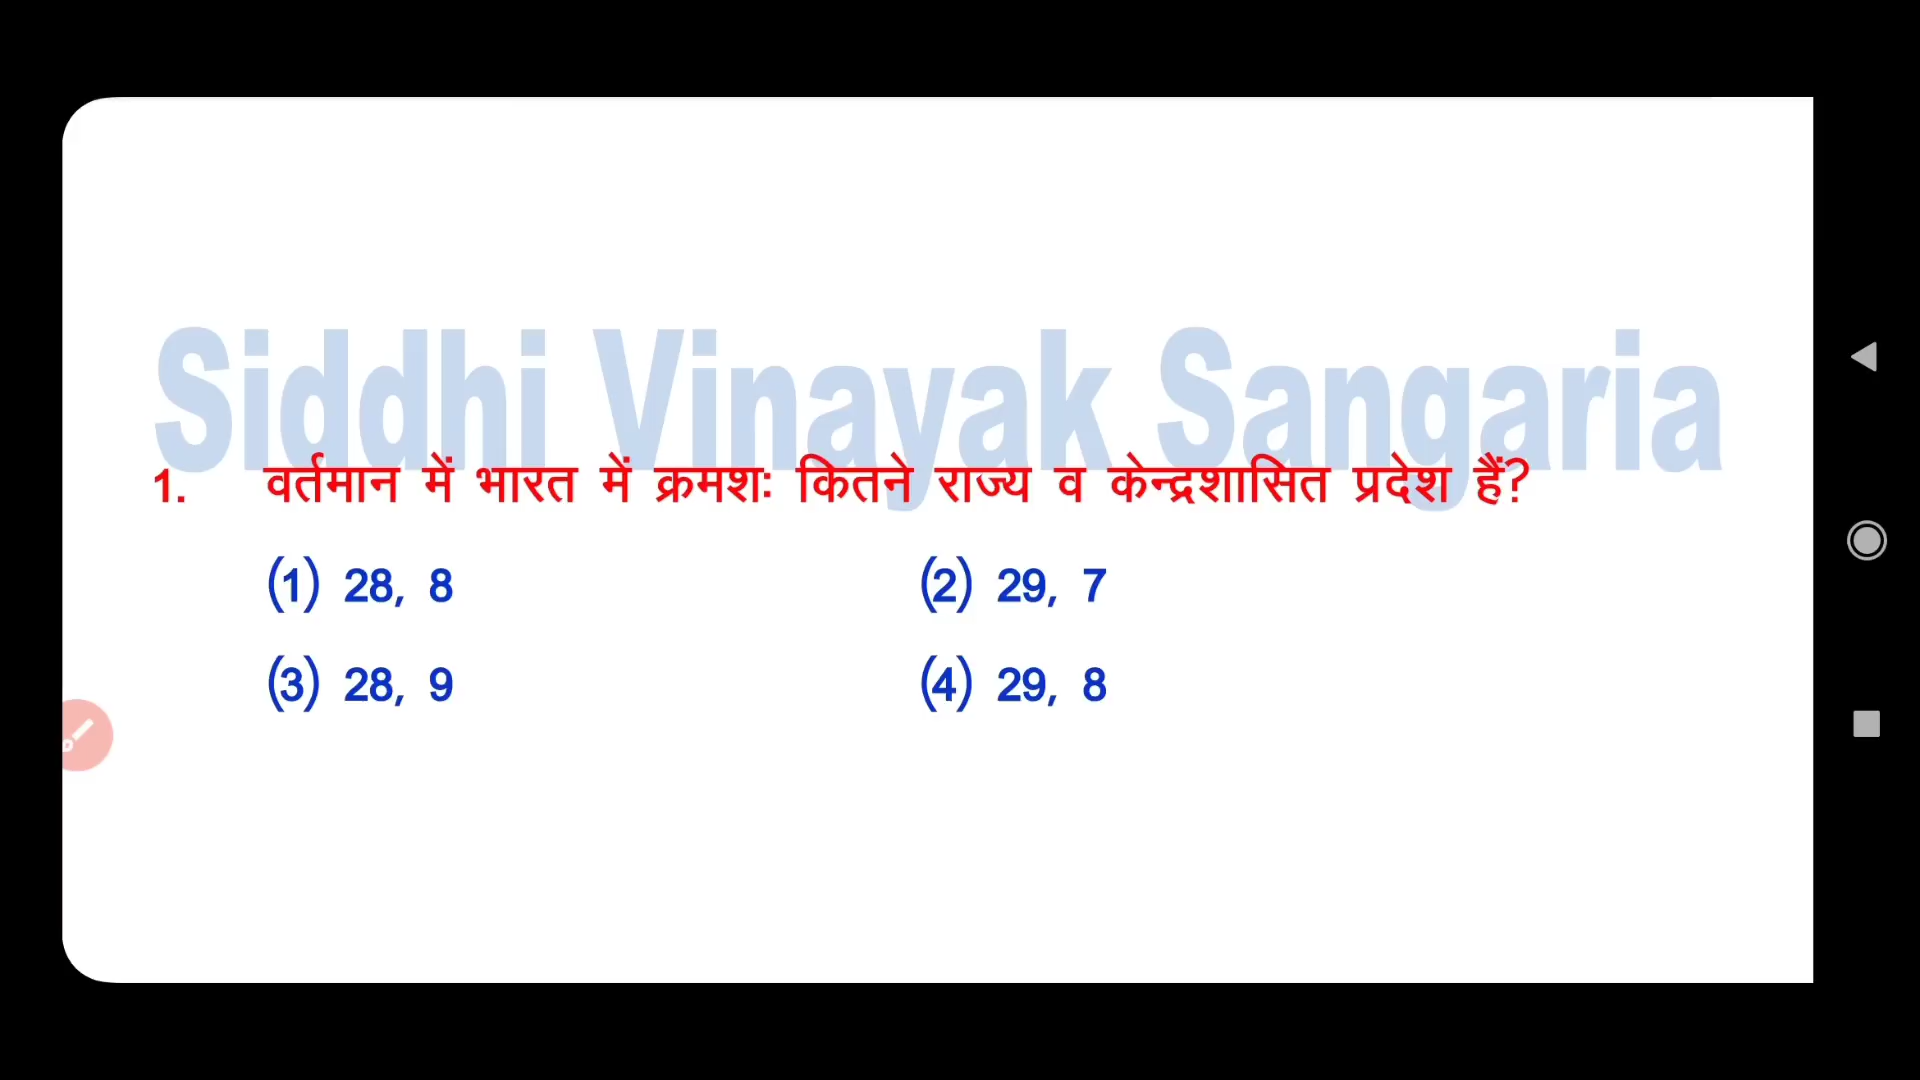 Siddhi Vinayak Sangaria
1. वर्तमान में भारत में क्रमशः कितने राज्य व केन्द्रशासित प्रदेश हैं?
(1) 28, 8 (2) 29, 7
(3) 28, 9 (4) 29, 8